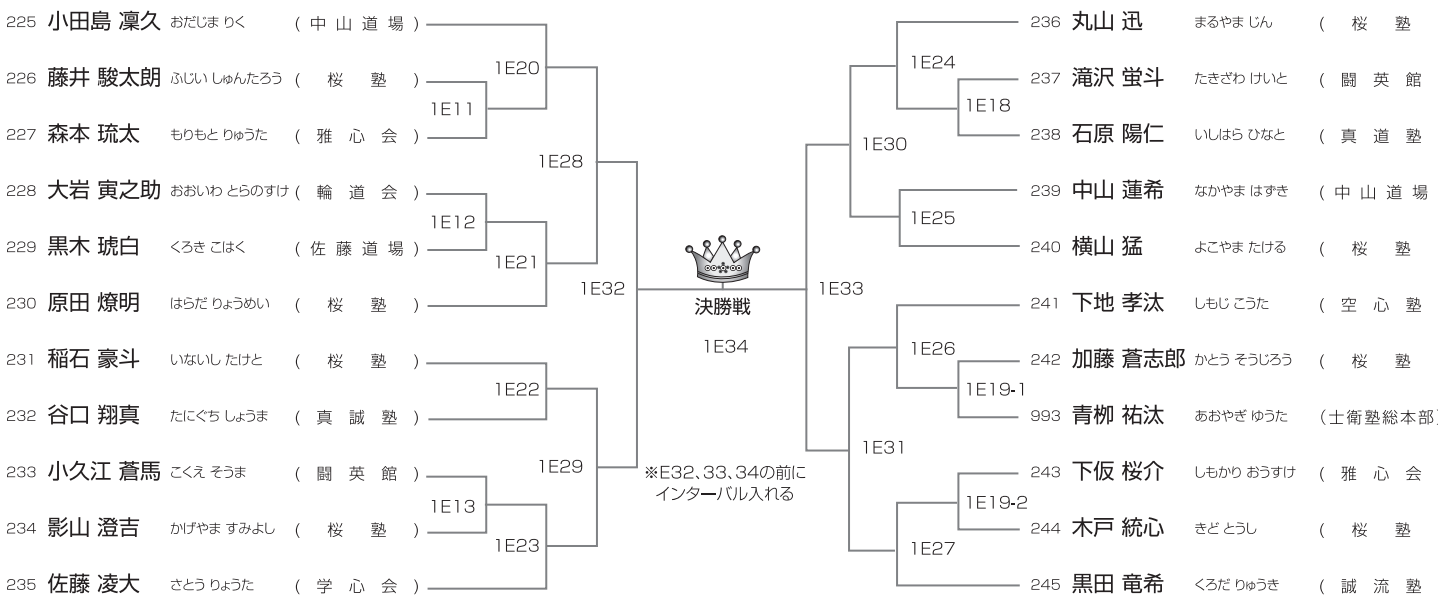 225 小田島 凜久 おだじま りく ( 中 山 道 場 )
226 藤井 駿太朗 ふじい しゅんたろう ( 桜 塾 )
227 森本 琉太 もりもと りゅうた ( 雅 心 会 )
228 大岩 寅之助 おおいわ とらのすけ ( 輪 道 会 )
229 黒木 琥白 くろき こはく ( 佐 藤 道 場 )
230 原田 燎明 はらだ りょうめい ( 桜 塾 )
231 稲石 豪斗 いないし たけと ( 桜 塾 )
232 谷口 翔真 たにぐち しょうま ( 真 誠 塾 )
233 小久江 蒼馬 こくえ そうま ( 闘 英 館 )
234 影山 澄吉 かげやま すみよし ( 桜 塾 )
235 佐藤 凌大 さとう りょうた ( 学 心 会 )
1E11
1E12
1E13
1E20
1E21
1E22
1E23
1E28
1E29
1E32
決勝戦
1E34
※E32、33、34の前に
インターバル入れる
1E33
1E30
1E31
1E24
1E25
1E26
1E27
1E18
1E19-1
1E19-2
236 丸山 迅 まるやま じん ( 桜 塾
237 滝沢 蛍斗 たきざわ けいと ( 闘 英 館
238 石原 陽仁 いしはら ひなと ( 真 道 塾
239 中山 蓮希 なかやま はずき ( 中 山 道 場
240 横山 猛 よこやま たける ( 桜 塾
241 下地 孝汰 しもじ こうた ( 空 心 塾
242 加藤 蒼志郎 かとう そうじろう ( 桜 塾
993 青栁 祐汰 あおやぎ ゆうた (士衛塾総本部)
243 下仮 桜介 しもかり おうすけ ( 雅 心 会
244 木戸 統心 きど とうし ( 桜 塾
245 黒田 竜希 くろだ りゅうき ( 誠 流 塾